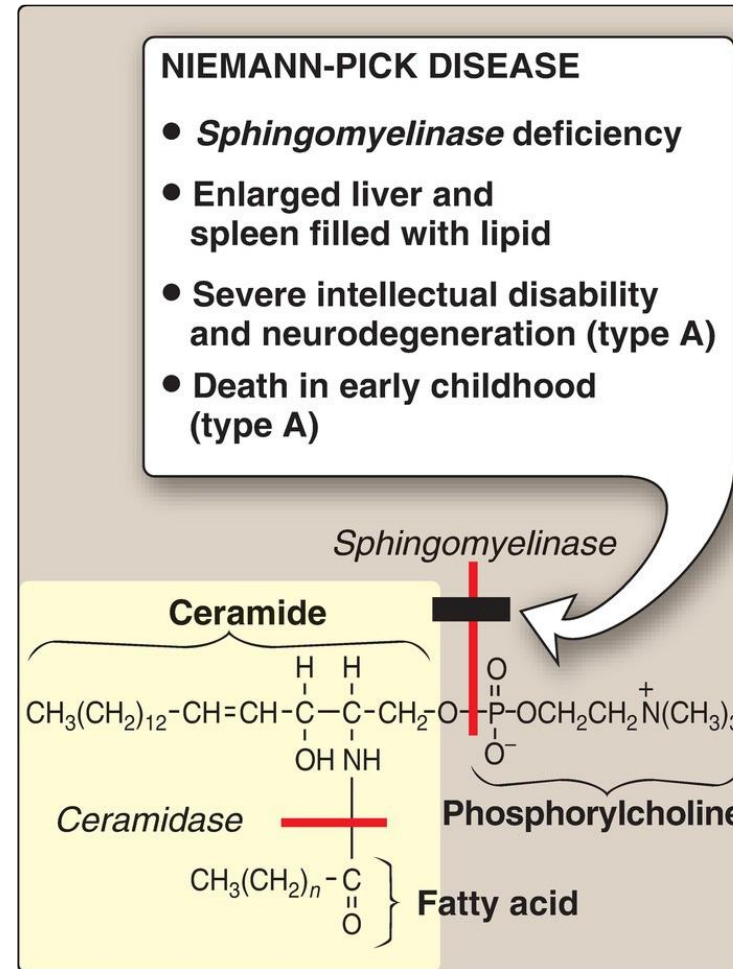 NIEMANN-PICK DISEASE
● Sphingomyelinase deficiency
● Enlarged liver and
spleen filled with lipid
● Severe intellectual disability
and neurodegeneration (type A)
● Death in early childhood
(type A)
Sphingomyelinase
Ceramide
H H O
CH₃(CH₂)₁₂-CH=CH-C-C-CH₂-O-P-OCH₂CH₂N⁺(CH₃)₃
OH NH O⁻
Ceramidase
Phosphorylcholine
CH₃(CH₂)ₙ-C
O
Fatty acid